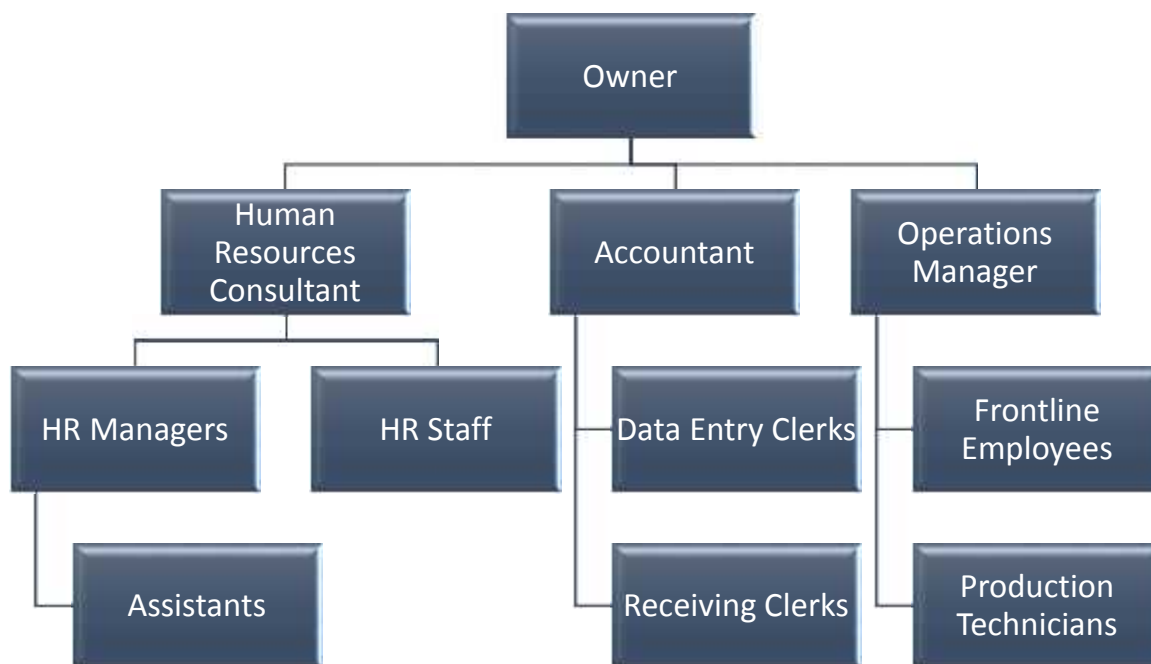 Owner
Human
Resources
Consultant
Accountant
Operations
Manager
HR Managers
HR Staff
Data Entry Clerks
Frontline
Employees
Assistants
Receiving Clerks
Production
Technicians